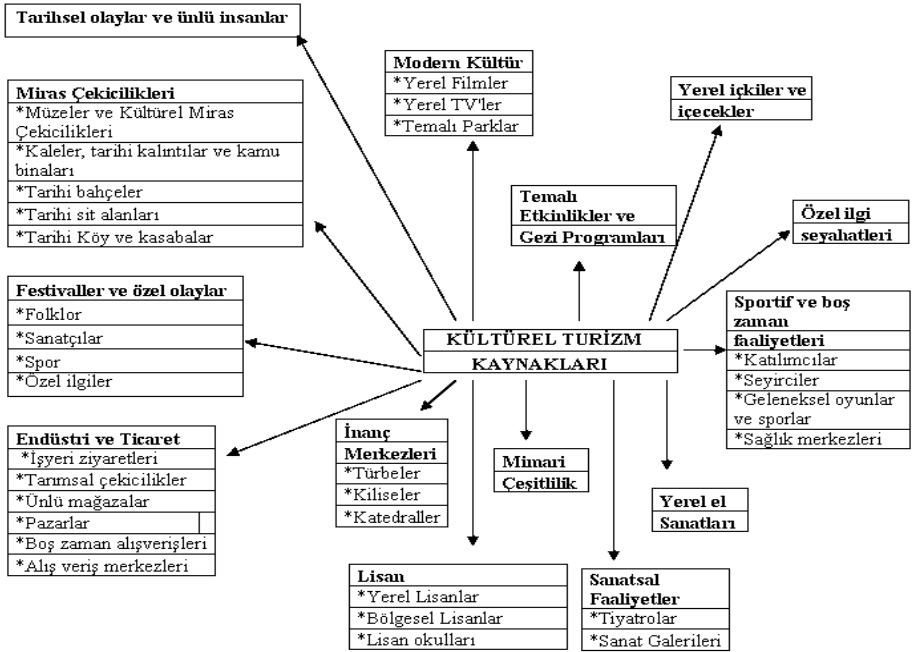 Tarihsel olaylar ve ünlü insanlar
Modern Kültür
*Yerel Filmler
*Yerel TV'ler
*Temalı Parklar
Yerel içkiler ve
içecekler
Miras Çekicilikleri
*Müzeler ve Kültürel Miras
Çekicilikleri
*Kaleler, tarihi kalıntılar ve kamu
binaları
*Tarihi bahçeler
*Tarihi sit alanları
*Tarihi Köy ve kasabalar
Temalı
Etkinlikler ve
Gezi Programları
Özel ilgi
seyahatleri
Festivaller ve özel olaylar
*Folklor
*Sanatçılar
*Spor
*Özel ilgiler
KÜLTÜREL TURİZM
KAYNAKLARI
Sportif ve boş
zaman
faaliyetleri
*Katılımcılar
*Seyirciler
*Geleneksel oyunlar
ve sporlar
*Sağlık merkezleri
Endüstri ve Ticaret
*İşyeri ziyaretleri
*Tarımsal çekicilikler
*Ünlü mağazalar
*Pazarlar
*Boş zaman alışverişleri
*Alış veriş merkezleri
İnanç
Merkezleri
*Türbeler
*Kiliseler
*Katedraller
Mimari
Çeşitlilik
Yerel el
Sanatları
Lisan
*Yerel Lisanlar
*Bölgesel Lisanlar
*Lisan okulları
Sanatsal
Faaliyetler
*Tiyatrolar
*Sanat Galerileri